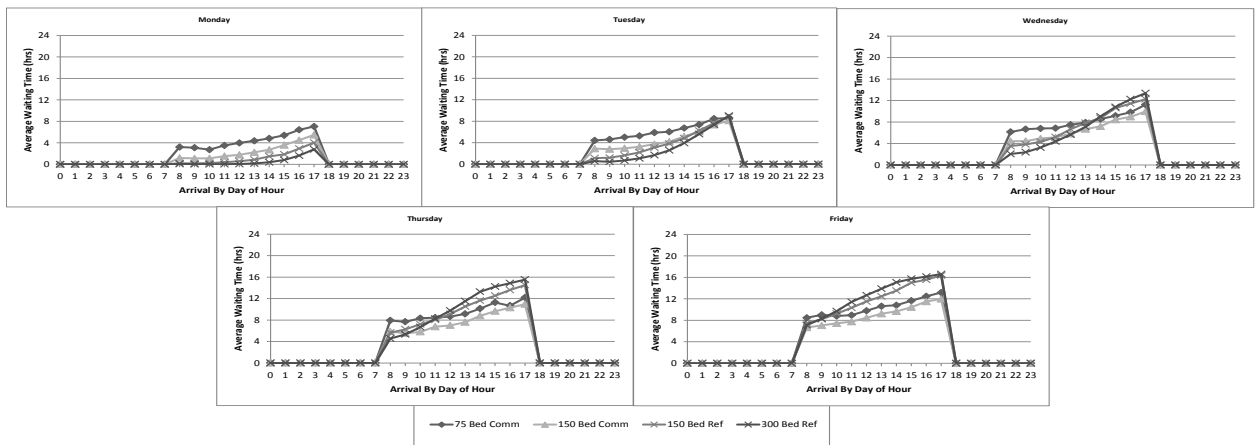 Monday
Average Waiting Time (hrs)
24
20
16
12
8
4
0
0 1 2 3 4 5 6 7 8 9 10 11 12 13 14 15 16 17 18 19 20 21 22 23
Arrival By Day of Hour
Tuesday
Average Waiting Time (hrs)
24
20
16
12
8
4
0
0 1 2 3 4 5 6 7 8 9 10 11 12 13 14 15 16 17 18 19 20 21 22 23
Arrival By Day of Hour
Wednesday
Average Waiting Time (hrs)
24
20
16
12
8
4
0
0 1 2 3 4 5 6 7 8 9 10 11 12 13 14 15 16 17 18 19 20 21 22 23
Arrival By Day of Hour
Thursday
Average Waiting Time (hrs)
24
20
16
12
8
4
0
0 1 2 3 4 5 6 7 8 9 10 11 12 13 14 15 16 17 18 19 20 21 22 23
Arrival By Day of Hour
Friday
Average Waiting Time (hrs)
24
20
16
12
8
4
0
0 1 2 3 4 5 6 7 8 9 10 11 12 13 14 15 16 17 18 19 20 21 22 23
Arrival By Day of Hour
75 Bed Comm 150 Bed Comm 150 Bed Ref 300 Bed Ref